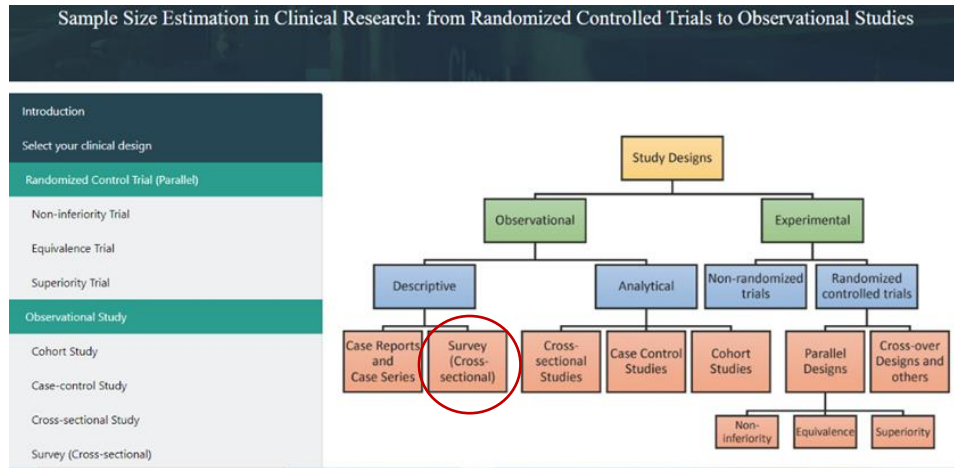 Sample Size Estimation in Clinical Research: from Randomized Controlled Trials to Observational Studies
Introduction
Select your clinical design
Randomized Control Trial (Parallel)
Non-inferiority Trial
Equivalence Trial
Superiority Trial
Observational Study
Cohort Study
Case-control Study
Cross-sectional Study
Survey (Cross-sectional)
Study Designs
Observational
Experimental
Descriptive
Analytical
Non-randomized
trials
Randomized
controlled trials
Case Reports
and
Case Series
Survey
(Cross-
sectional)
Cross-
sectional
Studies
Case Control
Studies
Cohort
Studies
Parallel
Designs
Cross-over
Designs and
others
Non-
inferiority
Equivalence
Superiority